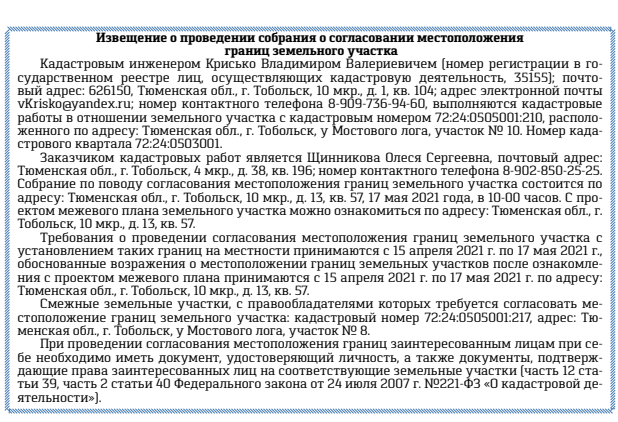 Извещение о проведении собрания о согласовании местоположения
границ земельного участка
Кадастровым инженером Крисько Владимиром Валериевичем (номер регистрации в го-
сударственном реестре лиц, осуществляющих кадастровую деятельность, 35155); почто-
вый адрес: 626150, Тюменская обл., г. Тобольск, 10 мкр., д. 1, кв. 104; адрес электронной почты
vKrisko@yandex.ru; номер контактного телефона 8-909-736-94-60, выполняются кадастровые
работы в отношении земельного участка с кадастровым номером 72:24:0505001:210, располо-
женного по адресу: Тюменская обл., г. Тобольск, у Мостового лога, участок № 10. Номер када-
стрового квартала 72:24:0503001.
Заказчиком кадастровых работ является Щинникова Олеся Сергеевна, почтовый адрес:
Тюменская обл., г. Тобольск, 4 мкр., д. 38, кв. 196; номер контактного телефона 8-902-850-25-25.
Собрание по поводу согласования местоположения границ земельного участка состоится по
адресу: Тюменская обл., г. Тобольск, 10 мкр., д. 13, кв. 57, 17 мая 2021 года, в 10-00 часов. С про-
ектом межевого плана земельного участка можно ознакомиться по адресу: Тюменская обл., г.
Тобольск, 10 мкр., д. 13, кв. 57.
Требования о проведении согласования местоположения границ земельного участка с
установлением таких границ на местности принимаются с 15 апреля 2021 г. по 17 мая 2021 г.,
обоснованные возражения о местоположении границ земельных участков после ознакомле-
ния с проектом межевого плана принимаются с 15 апреля 2021 г. по 17 мая 2021 г. по адресу:
Тюменская обл., г. Тобольск, 10 мкр., д. 13, кв. 57.
Смежные земельные участки, с правообладателями которых требуется согласовать ме-
стоположение границ земельного участка: кадастровый номер 72:24:0505001:217, адрес: Тю-
менская обл., г. Тобольск, у Мостового лога, участок № 8.
При проведении согласования местоположения границ заинтересованным лицам при се-
бе необходимо иметь документ, удостоверяющий личность, а также документы, подтверж-
дающие права заинтересованных лиц на соответствующие земельные участки (часть 12 ста-
тьи 39, часть 2 статьи 40 Федерального закона от 24 июля 2007 г. №221-ФЗ «О кадастровой де-
ятельности»).